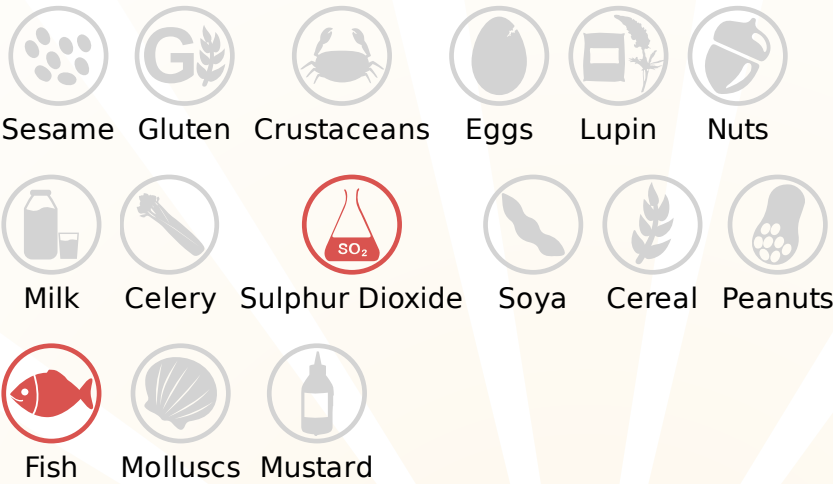 G
Sesame Gluten Crustaceans Eggs Lupin Nuts
SO₂
Milk Celery Sulphur Dioxide Soya Cereal Peanuts
Fish Molluscs Mustard